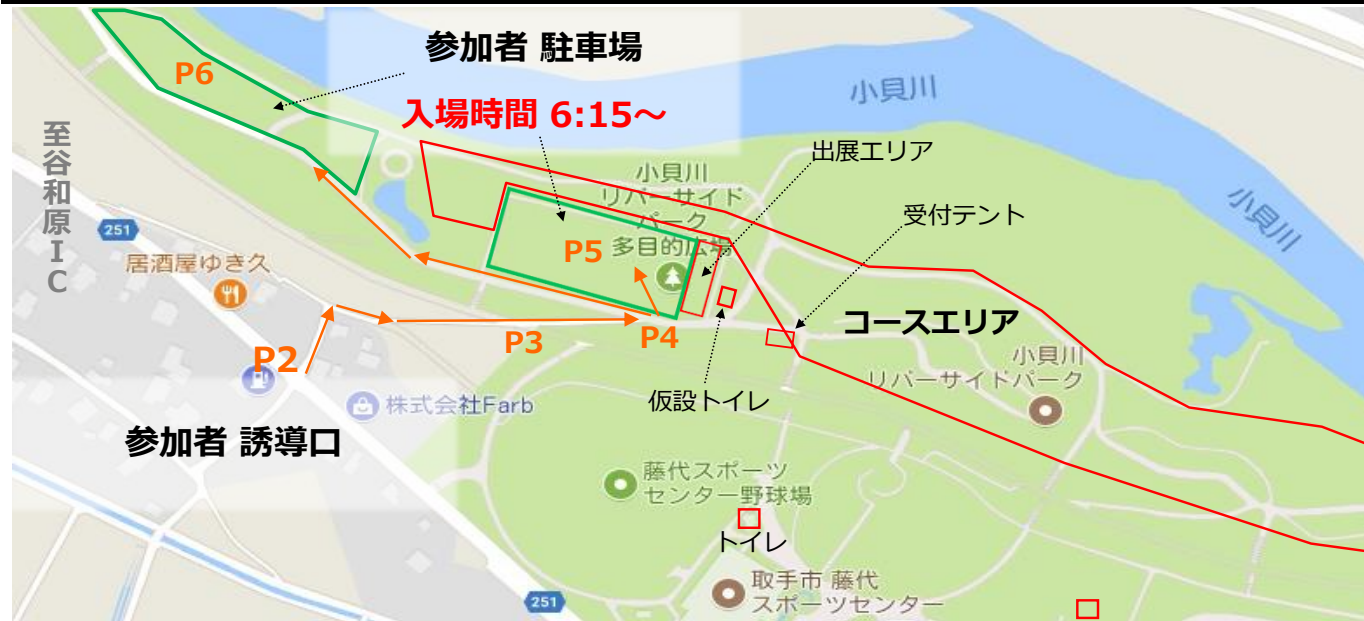 参加者 駐車場
P6
入場時間 6:15～
小貝川
出展エリア
至谷和原IC
小貝川
リバーサイド
パーク
多目的広場
小貝川
受付テント
251
居酒屋ゆき久
P5
コースエリア
P2
P3
P4
小貝川
リバーサイドパーク
仮設トイレ
株式会社Farb
参加者 誘導口
藤代スポーツ
センター野球場
トイレ
取手市 藤代
スポーツセンター
251